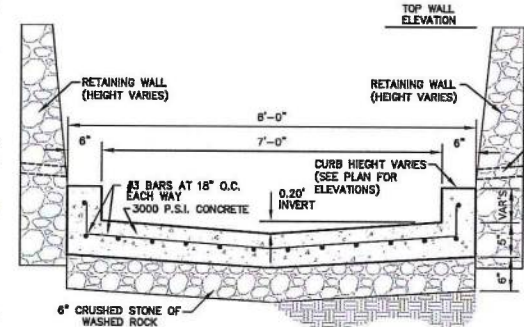 TOP WALL
ELEVATION
RETAINING WALL
(HEIGHT VARIES)
RETAINING WALL
(HEIGHT VARIES)
8'-0"
6"
7'-0"
6"
CURB HIEGHT VARIES
(SEE PLAN FOR
ELEVATIONS)
#3 BARS AT 18" O.C.
EACH WAY
3000 P.S.I. CONCRETE
0.20'
INVERT
VAR'S
5"
6"
6" CRUSHED STONE OF
WASHED ROCK